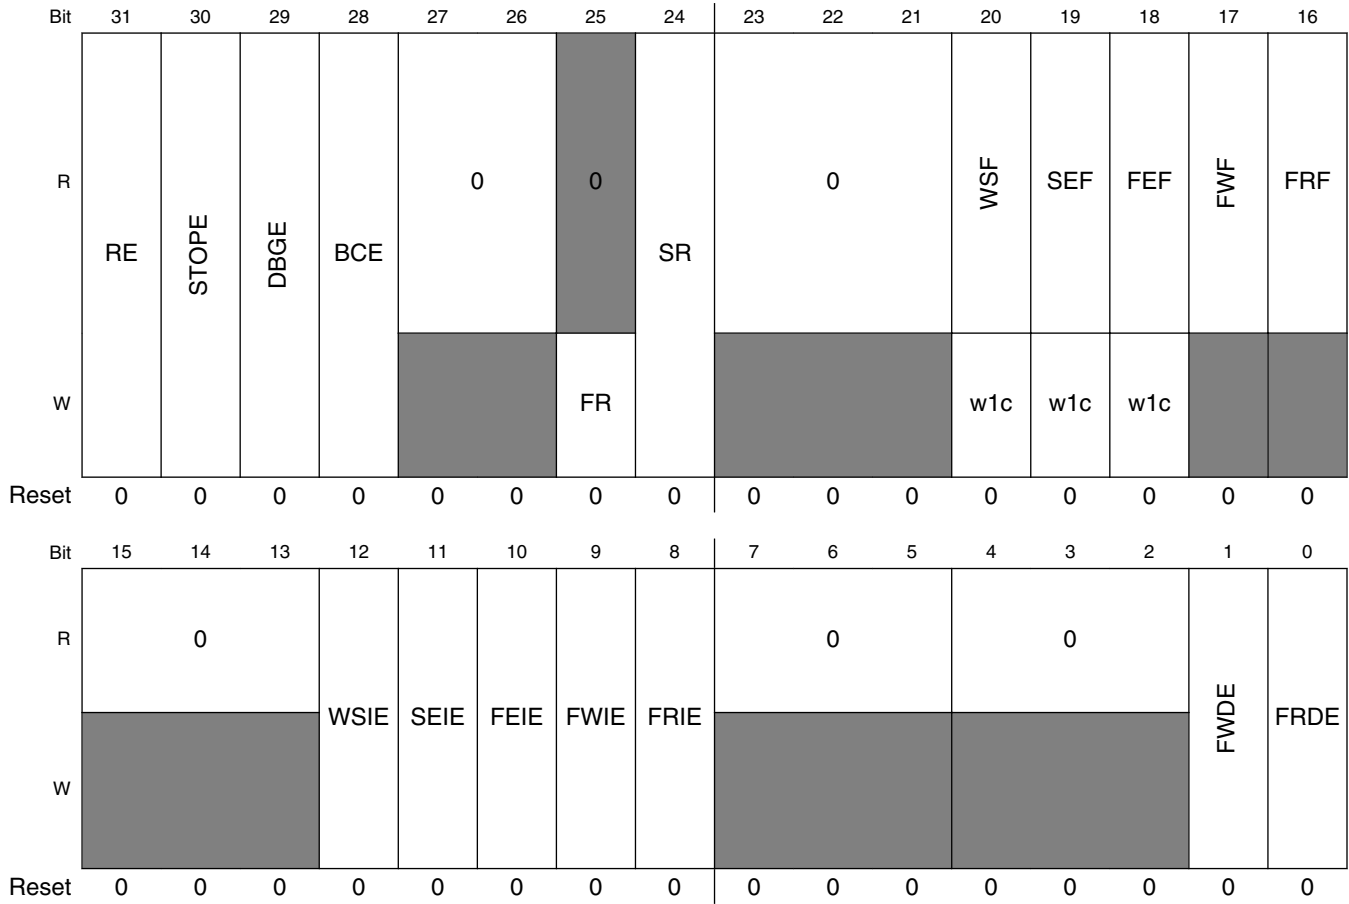 Bit 31 30 29 28 27 26 25 24 23 22 21 20 19 18 17 16
R RE STOPE DBGE BCE 0 0 SR 0 WSF SEF FEF FWF FRF
W FR w1c w1c w1c
Reset 0 0 0 0 0 0 0 0 0 0 0 0 0 0 0 0
Bit 15 14 13 12 11 10 9 8 7 6 5 4 3 2 1 0
R 0 WSIE SEIE FEIE FWIE FRIE 0 0 FWDE FRDE
W
Reset 0 0 0 0 0 0 0 0 0 0 0 0 0 0 0 0